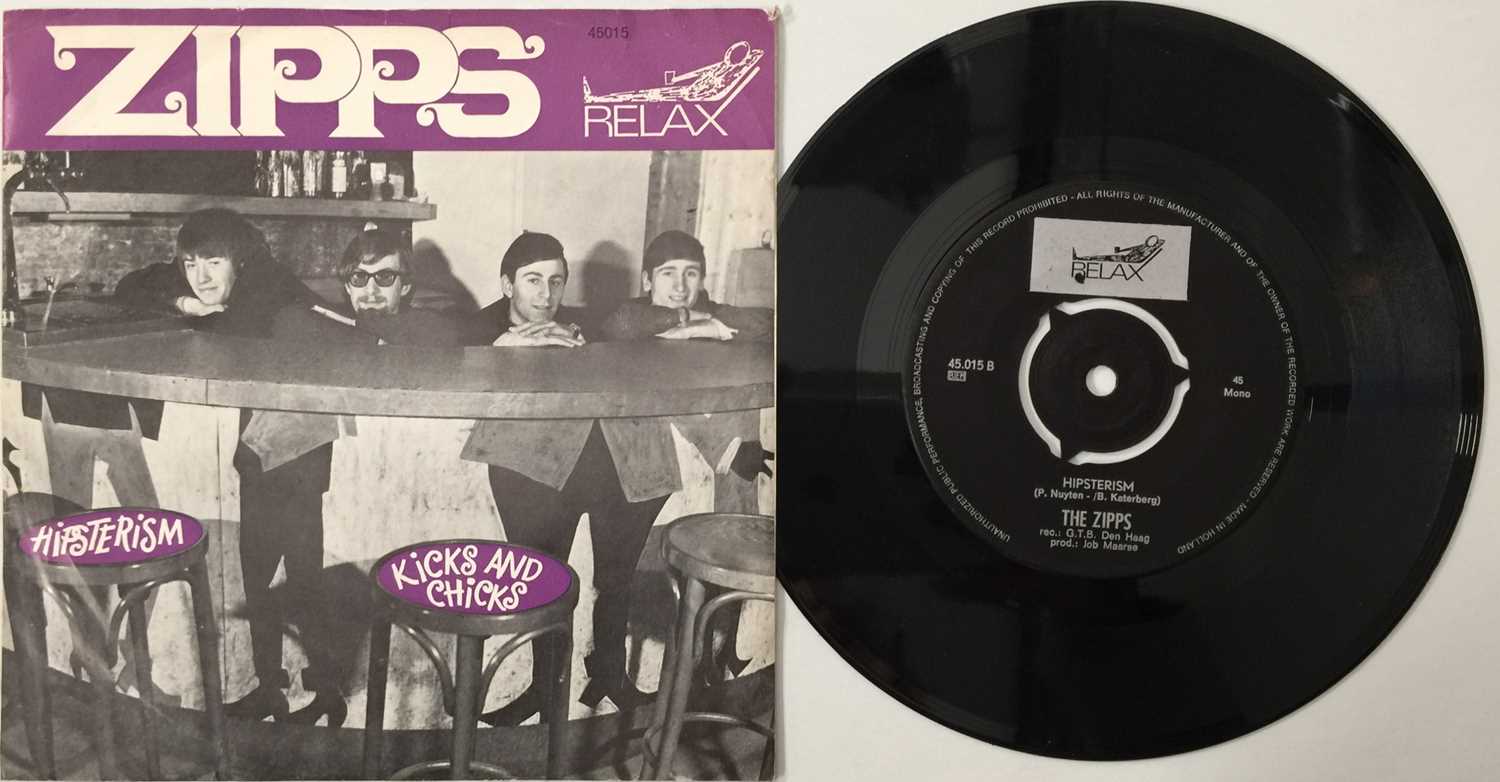 ZIPPS
45015
RELAX
HIPSTERISM
KICKS AND
CHICKS
UNAUTHORIZED PUBLIC PERFORMANCE, BROADCASTING AND COPYING OF THIS RECORD PROHIBITED - ALL RIGHTS OF THE MANUFACTURER AND OF THE OWNER OF THE RECORDED WORK ARE RESERVED - MADE IN HOLLAND
RELAX
45.015 B
45
Mono
HIPSTERISM
(P. Nuyten - /B. Katerberg)
THE ZIPPS
rec.: G.T.B. Den Haag
prod.: Job Maarse